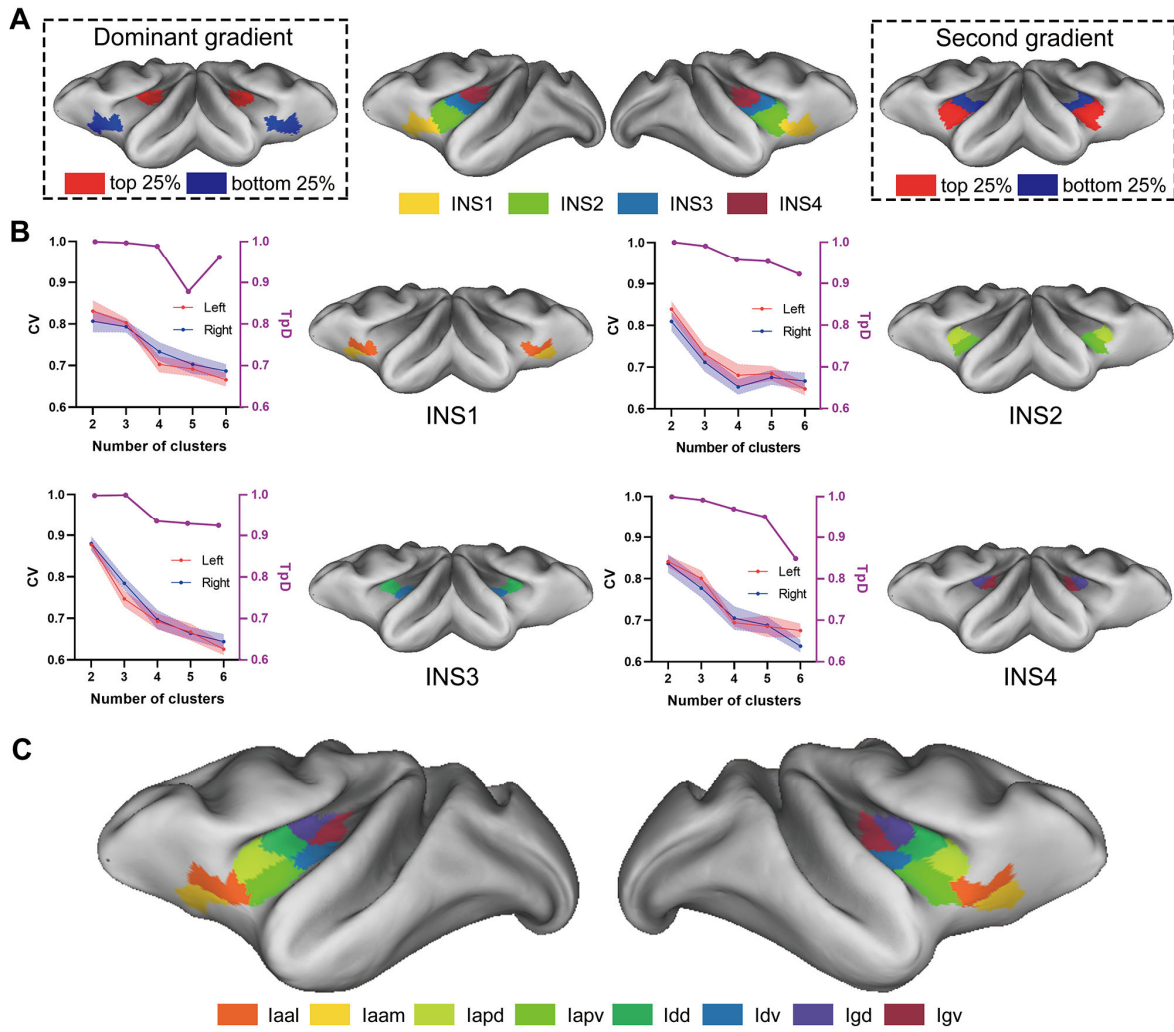 A
Dominant gradient
top 25% bottom 25%
INS1 INS2 INS3 INS4
Second gradient
top 25% bottom 25%
B
1.0 0.9 0.8 0.7 0.6
CV
1.0 0.9 0.8 0.7 0.6
TpD
Left
Right
2 3 4 5 6
Number of clusters
INS1
1.0 0.9 0.8 0.7 0.6
CV
1.0 0.9 0.8 0.7 0.6
TpD
Left
Right
2 3 4 5 6
Number of clusters
INS2
1.0 0.9 0.8 0.7 0.6
CV
1.0 0.9 0.8 0.7 0.6
TpD
Left
Right
2 3 4 5 6
Number of clusters
INS3
1.0 0.9 0.8 0.7 0.6
CV
1.0 0.9 0.8 0.7 0.6
TpD
Left
Right
2 3 4 5 6
Number of clusters
INS4
C
Iaal Iaam Iapd Iapv Idd Idv Igd Igv